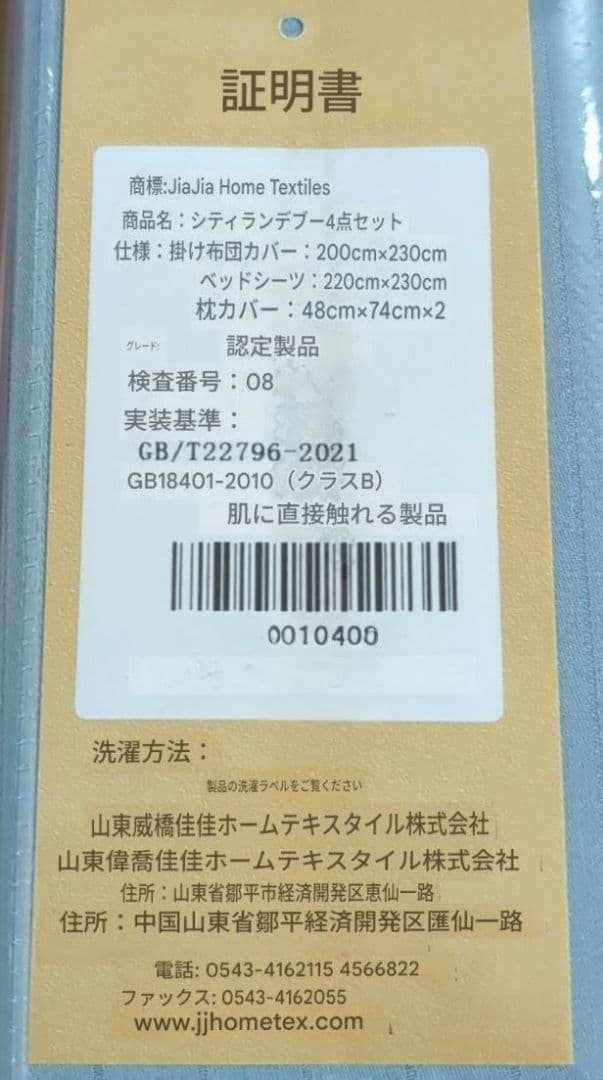 証明書
商標:JiaJia Home Textiles
商品名：シティランデブー4点セット
仕様：掛け布団カバー：200cm×230cm
ベッドシーツ：220cm×230cm
枕カバー：48cm×74cm×2
グレード:
認定製品
検査番号：08
実装基準：
GB/T22796-2021
GB18401-2010（クラスB）
肌に直接触れる製品
0010400
洗濯方法：
製品の洗濯ラベルをご覧ください
山東威橋佳佳ホームテキスタイル株式会社
山東偉喬佳佳ホームテキスタイル株式会社
住所：山東省鄒平市経済開発区恵仙一路
住所：中国山東省鄒平経済開発区匯仙一路
電話: 0543-4162115 4566822
ファックス: 0543-4162055
www.jjhometex.com